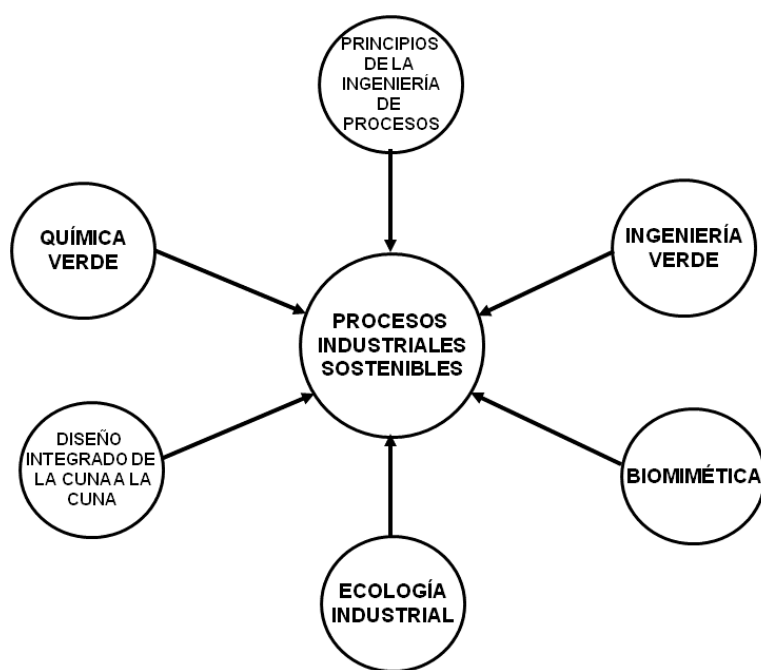 PRINCIPIOS
DE LA
INGENIERÍA
DE
PROCESOS
QUÍMICA
VERDE
INGENIERÍA
VERDE
PROCESOS
INDUSTRIALES
SOSTENIBLES
DISEÑO
INTEGRADO DE
LA CUNA A LA
CUNA
BIOMIMÉTICA
ECOLOGÍA
INDUSTRIAL